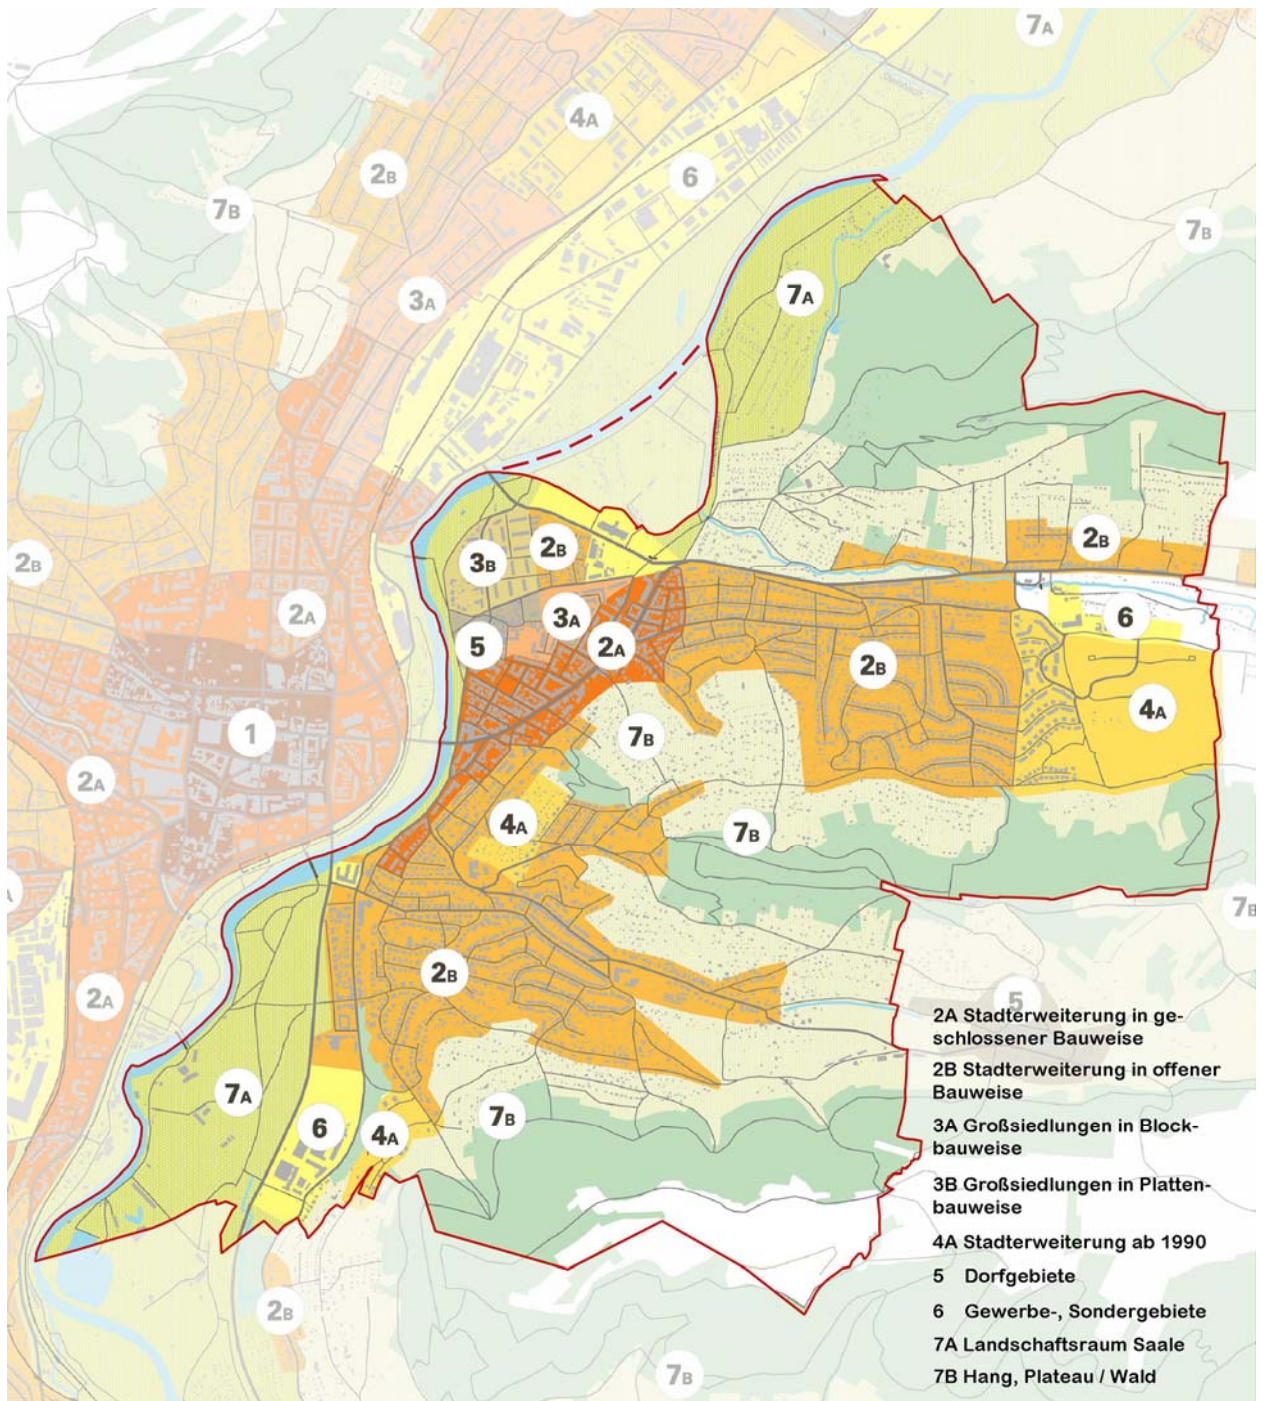 7A
4A
2B
6
7B
7B
3A
7A
2B
3B
2B
2B
3A
6
2A
5
2A
2B
4A
7B
1
2A
4A
7B
7B
2B
2A
5
7A
6
4A
7B
2B
7B
2A Stadterweiterung in ge-
schlossener Bauweise
2B Stadterweiterung in offener
Bauweise
3A Großsiedlungen in Block-
bauweise
3B Großsiedlungen in Platten-
bauweise
4A Stadterweiterung ab 1990
5 Dorfgebiete
6 Gewerbe-, Sondergebiete
7A Landschaftsraum Saale
7B Hang, Plateau / Wald